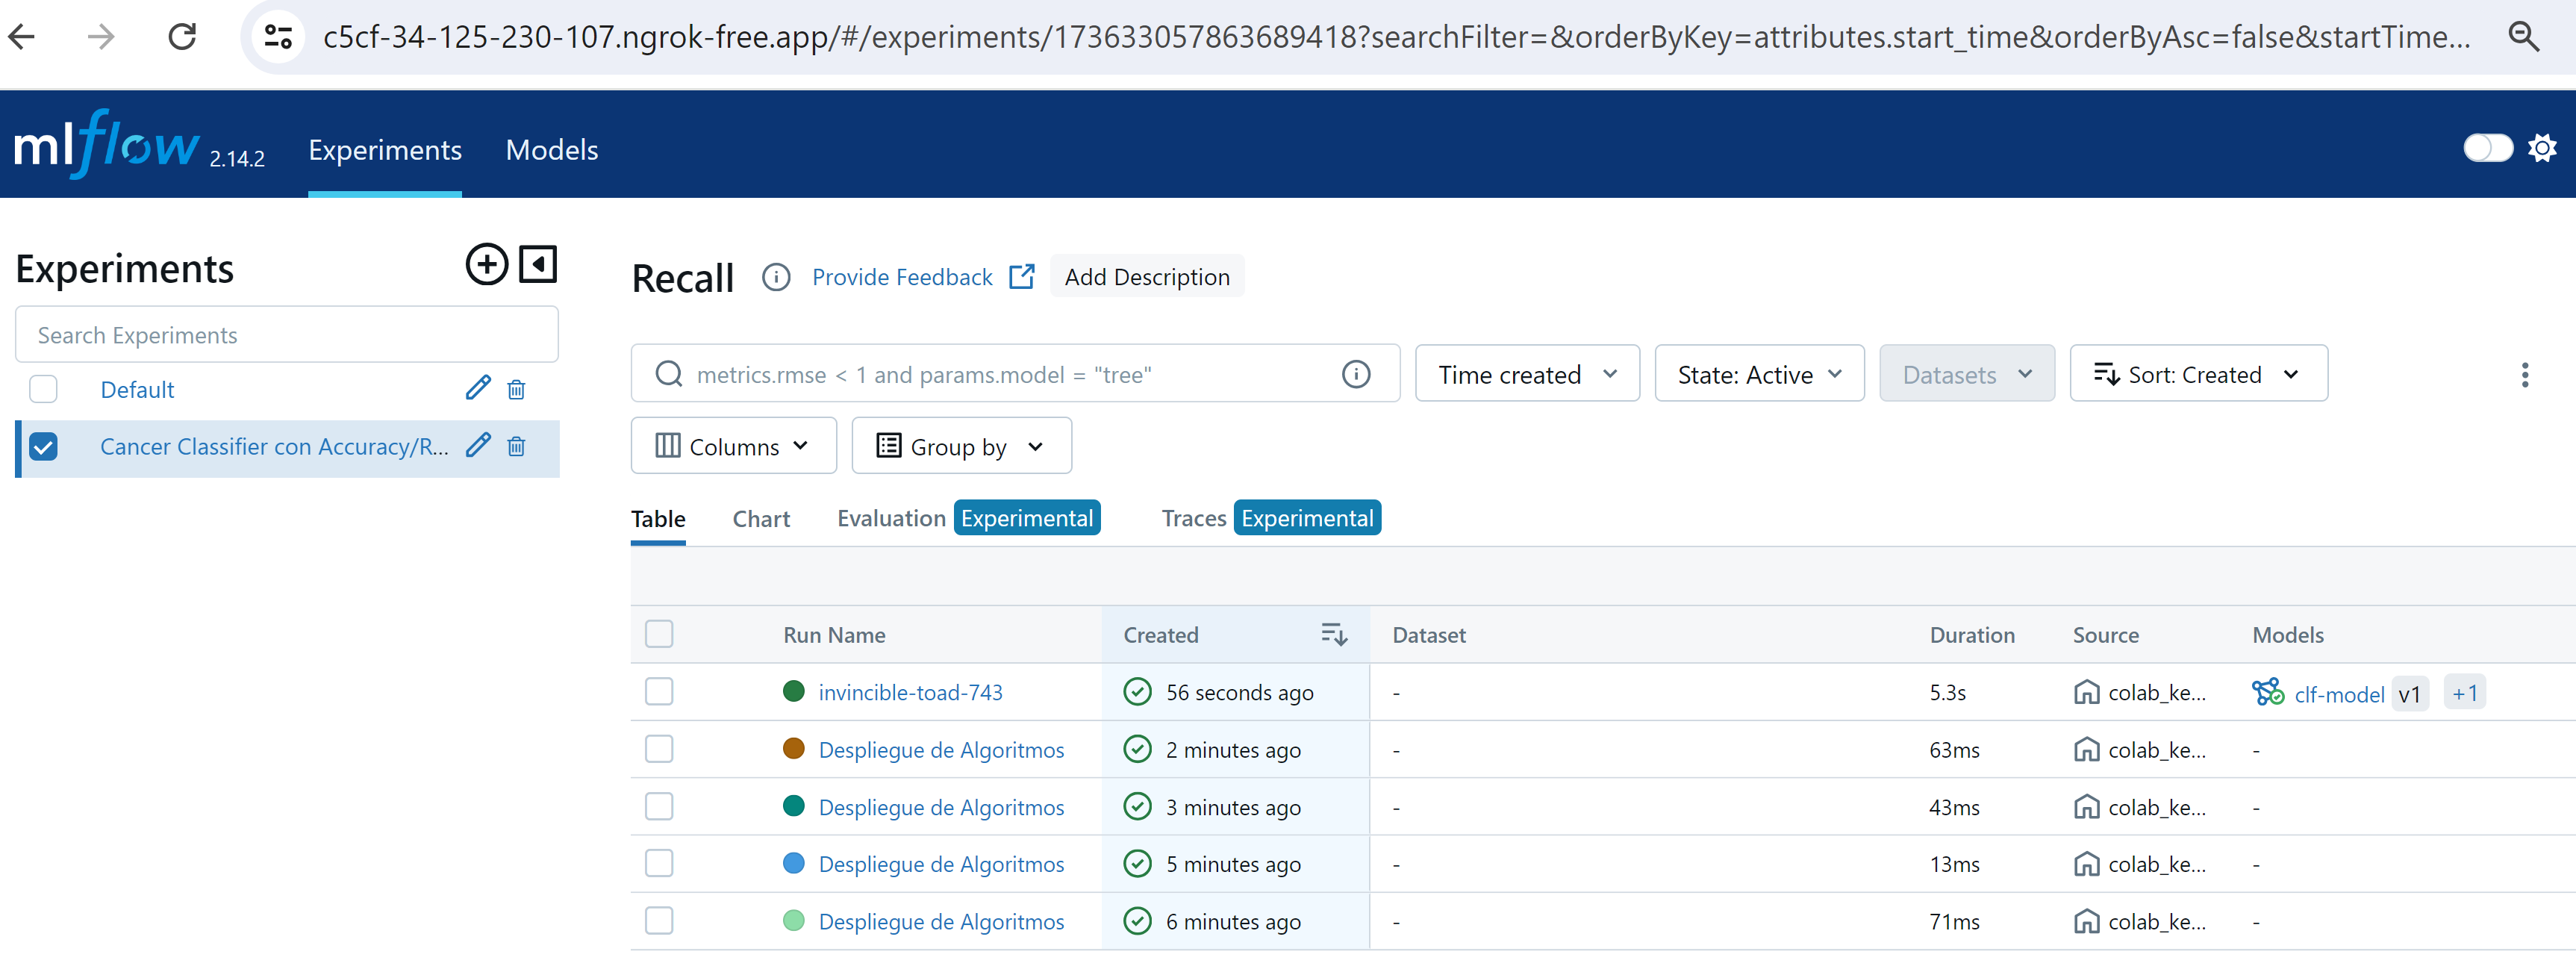 c5cf-34-125-230-107.ngrok-free.app/#/experiments/173633057863689418?searchFilter=&orderByKey=attributes.start_time&orderByAsc=false&startTime...
mlflow 2.14.2 Experiments Models
Experiments
Search Experiments
Default
Cancer Classifier con Accuracy/R...
Recall Provide Feedback Add Description
metrics.rmse < 1 and params.model = "tree" Time created State: Active Datasets Sort: Created
Columns Group by
Table Chart Evaluation Experimental Traces Experimental
Run Name Created Dataset Duration Source Models
invincible-toad-743 56 seconds ago - 5.3s colab_ke... clf-model v1 +1
Despliegue de Algoritmos 2 minutes ago - 63ms colab_ke... -
Despliegue de Algoritmos 3 minutes ago - 43ms colab_ke... -
Despliegue de Algoritmos 5 minutes ago - 13ms colab_ke... -
Despliegue de Algoritmos 6 minutes ago - 71ms colab_ke... -